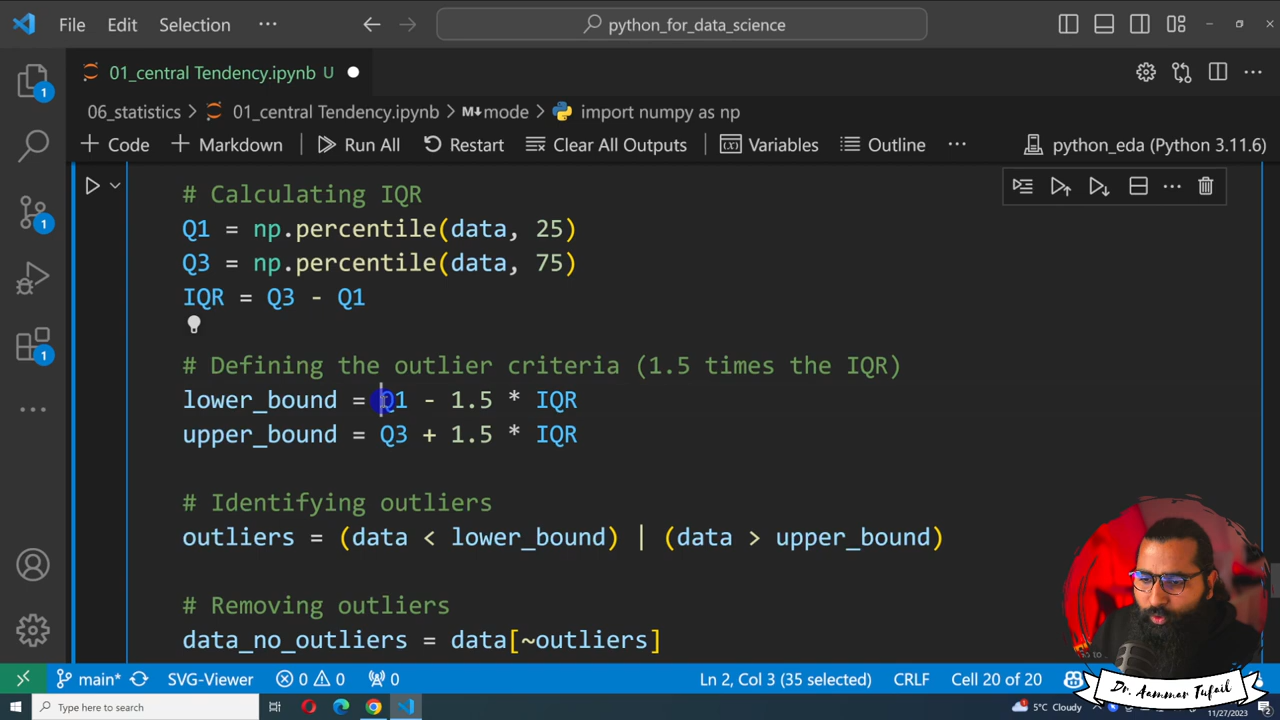 File Edit Selection ··· python_for_data_science
01_central Tendency.ipynb U
06_statistics > 01_central Tendency.ipynb > M↓mode > import numpy as np
+ Code + Markdown Run All Restart Clear All Outputs Variables Outline ··· python_eda (Python 3.11.6)
# Calculating IQR
Q1 = np.percentile(data, 25)
Q3 = np.percentile(data, 75)
IQR = Q3 - Q1
# Defining the outlier criteria (1.5 times the IQR)
lower_bound = Q1 - 1.5 * IQR
upper_bound = Q3 + 1.5 * IQR
# Identifying outliers
outliers = (data < lower_bound) | (data > upper_bound)
# Removing outliers
data_no_outliers = data[~outliers]
1
1
1
main* SVG-Viewer 0 0 0 Ln 2, Col 3 (35 selected) CRLF Cell 20 of 20
Dr. Aammar Tufail
Type here to search 5°C Cloudy 11/27/2023